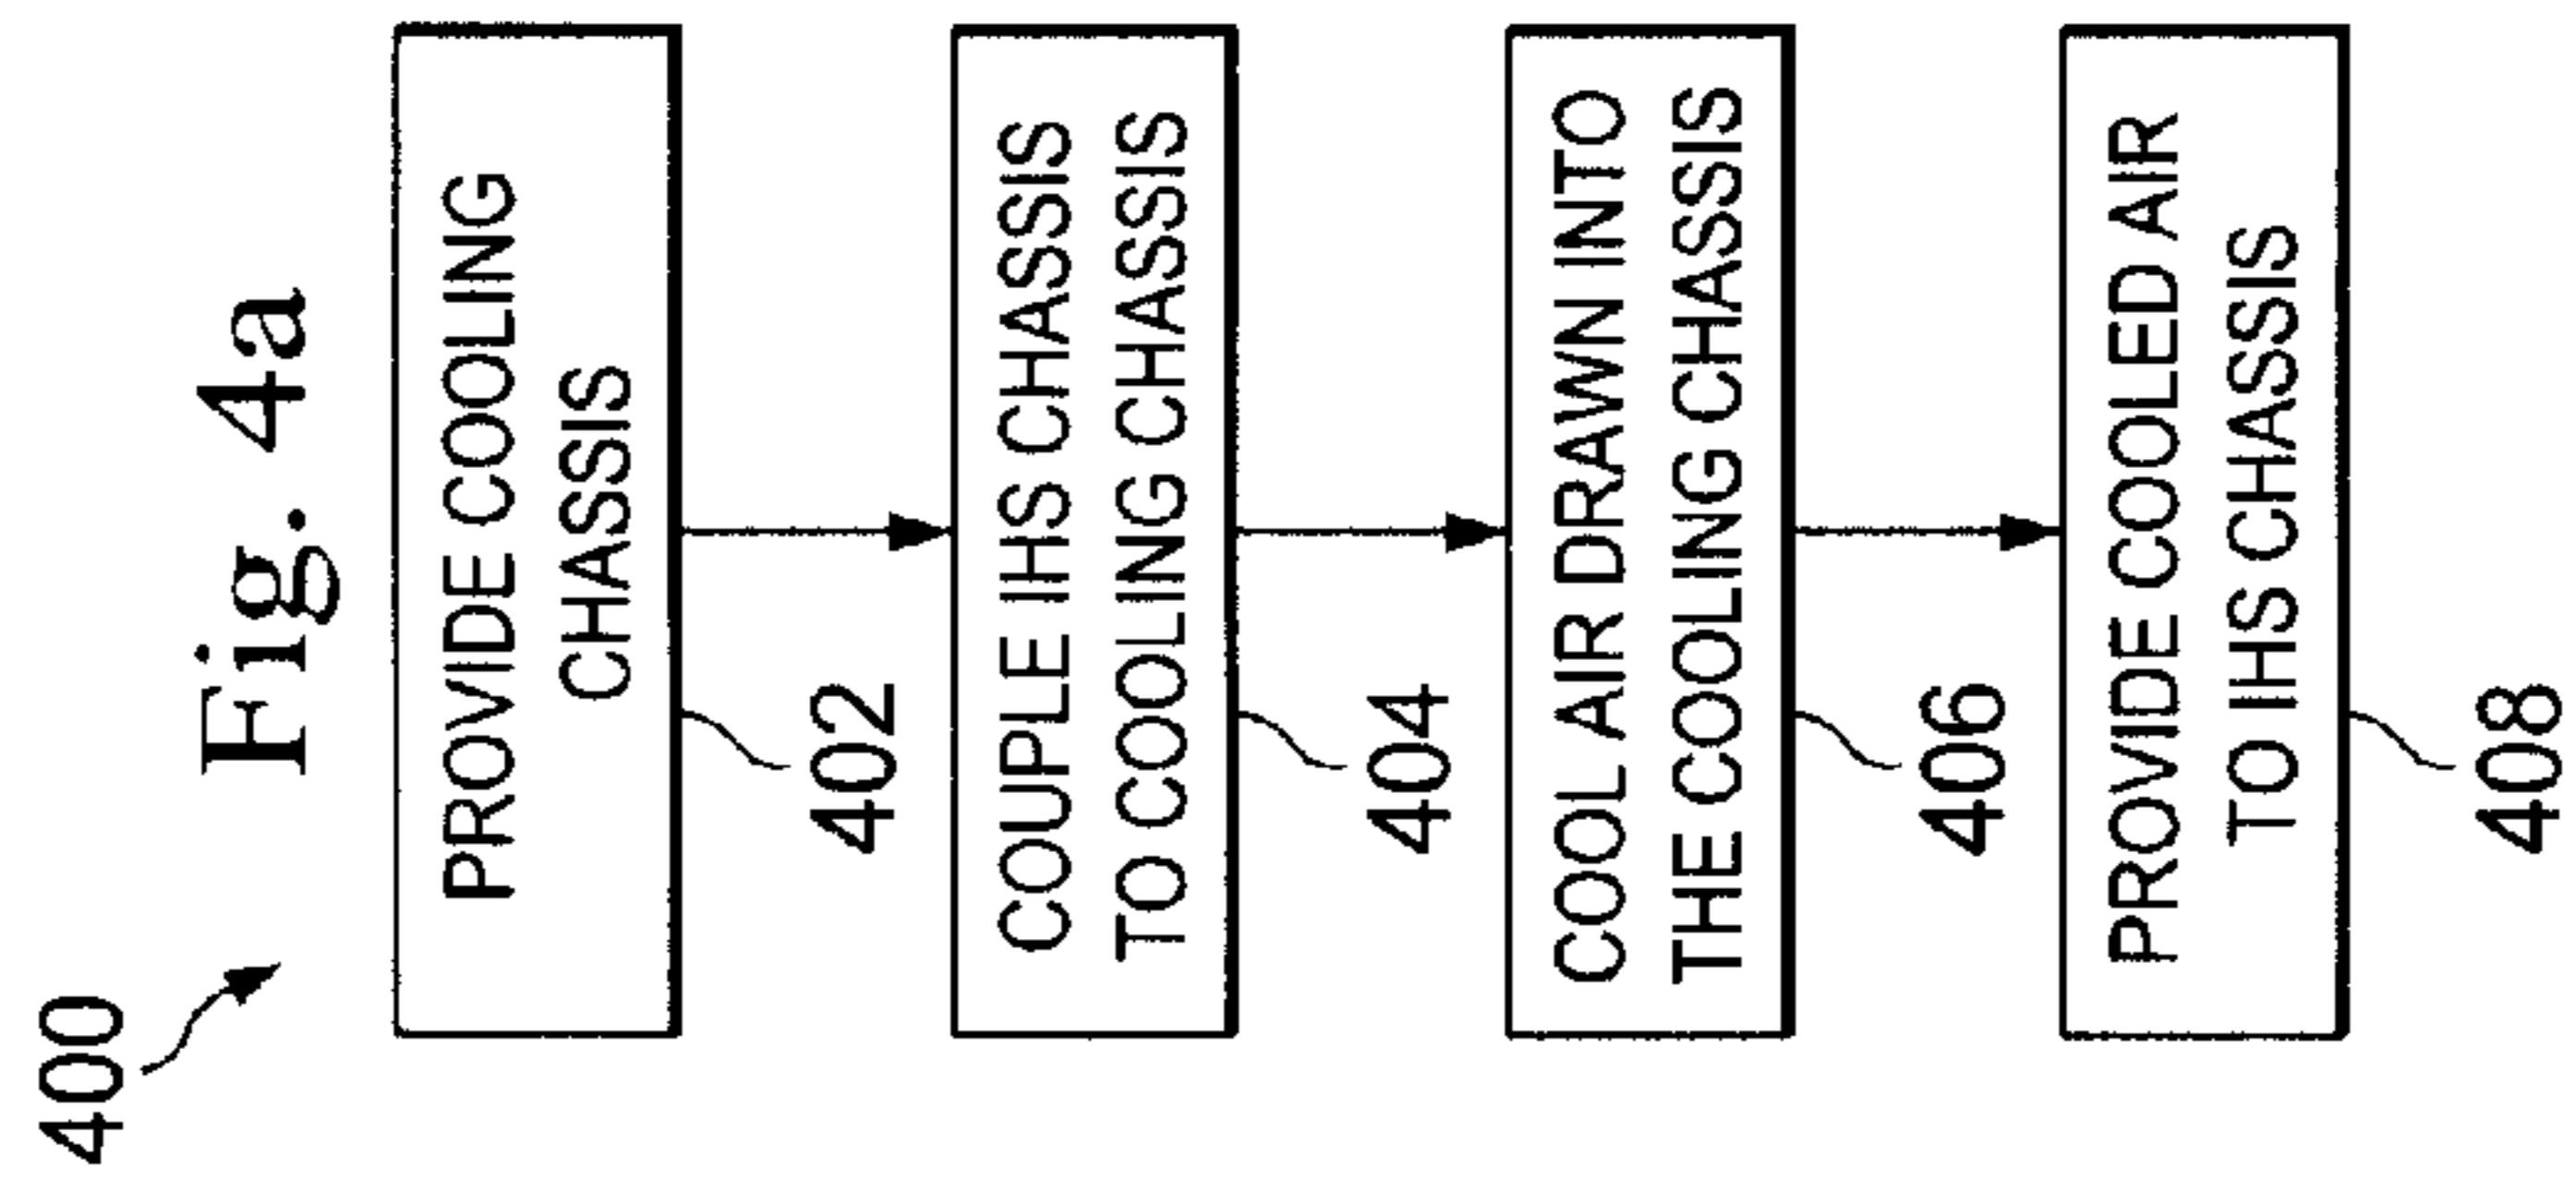 Fig. 4a
400
PROVIDE COOLING
CHASSIS
402
COUPLE IHS CHASSIS
TO COOLING CHASSIS
404
COOL AIR DRAWN INTO
THE COOLING CHASSIS
406
PROVIDE COOLED AIR
TO IHS CHASSIS
408